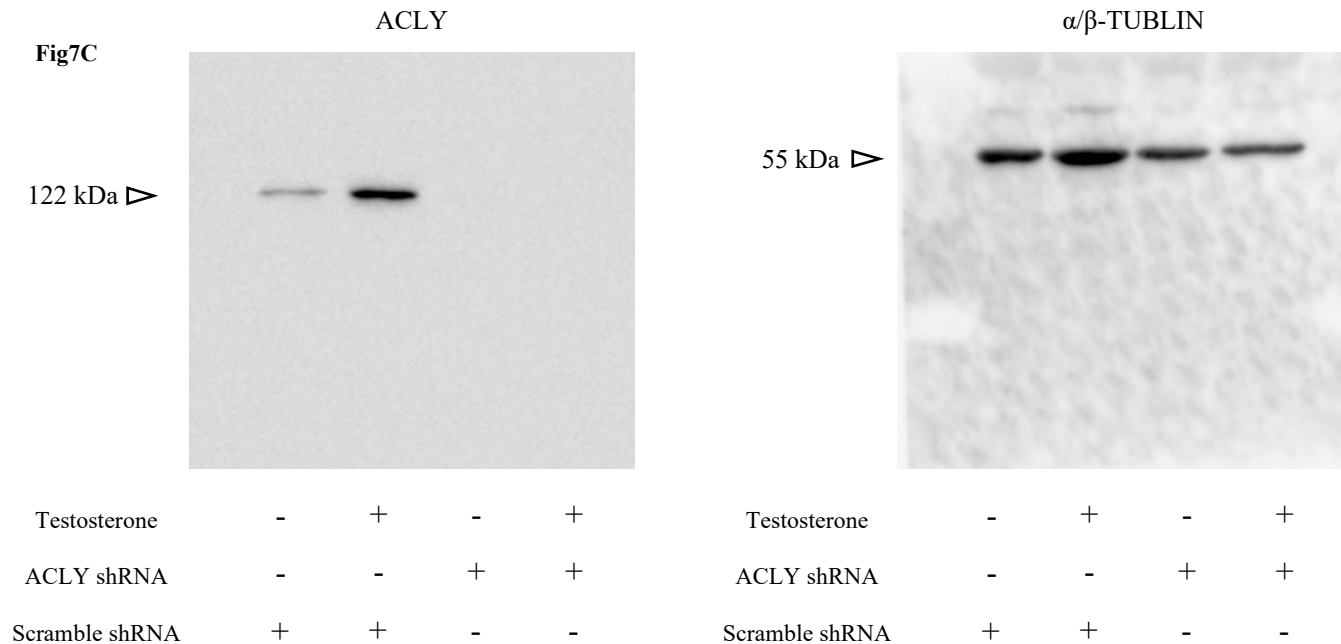 ACLY
α/β-TUBLIN
Fig7C
122 kDa
55 kDa
Testosterone - + - +
ACLY shRNA - - + +
Scramble shRNA + + - -
Testosterone - + - +
ACLY shRNA - - + +
Scramble shRNA + + - -